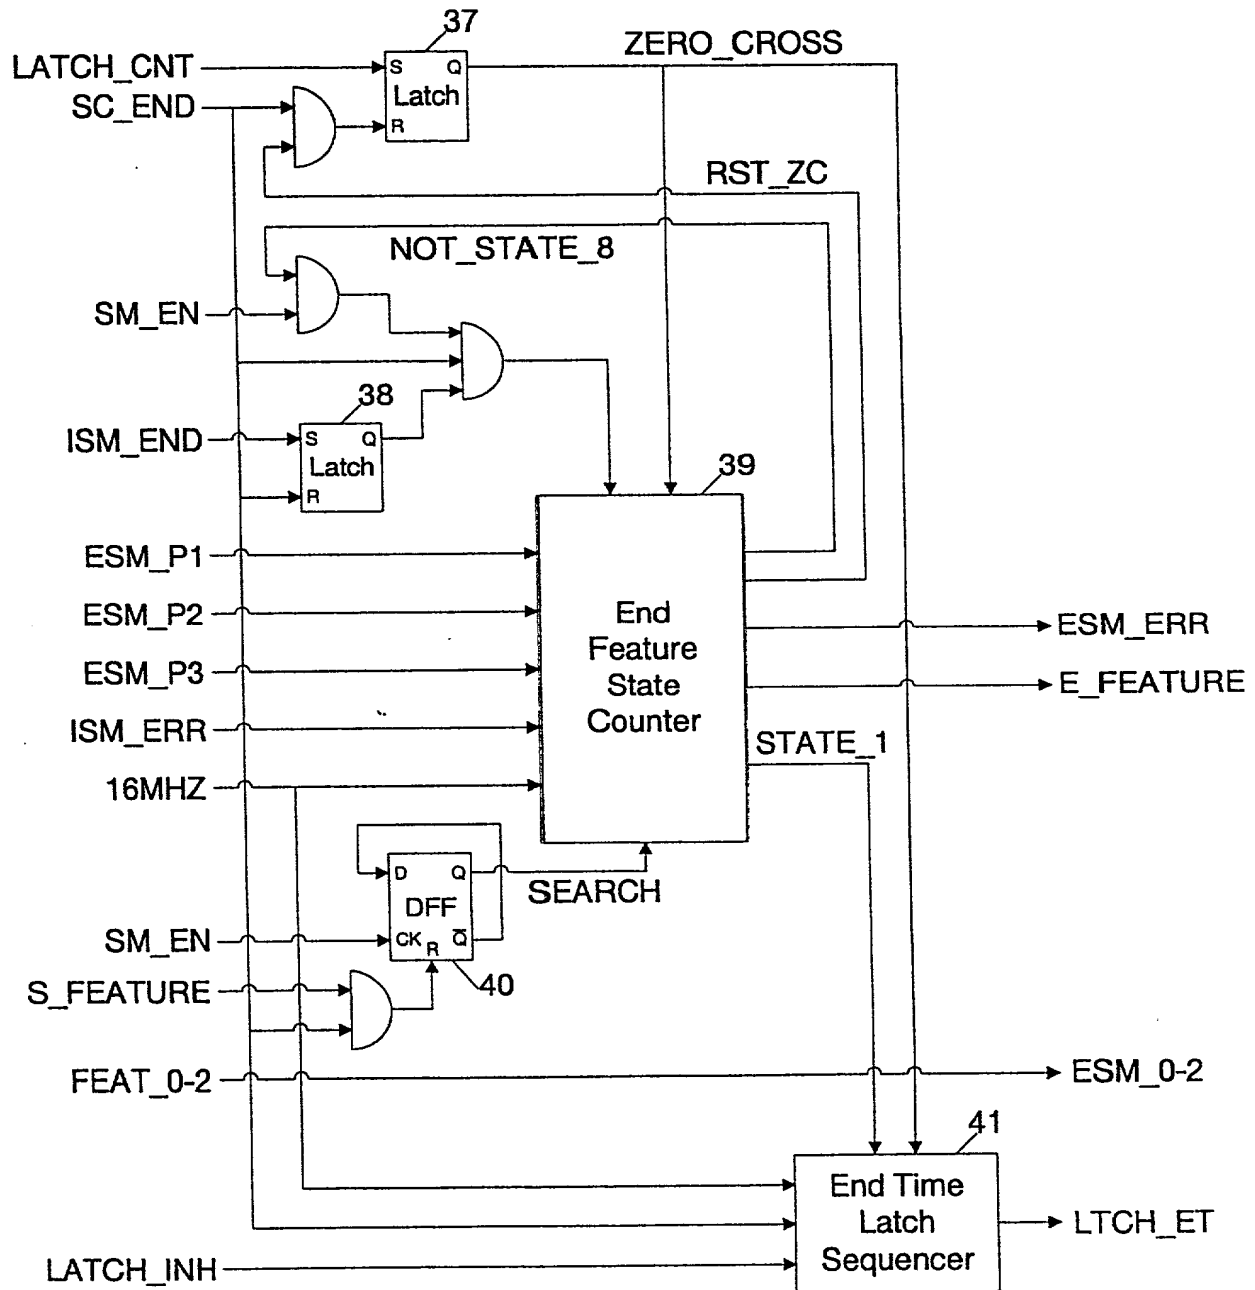 37
ZERO_CROSS
LATCH_CNT
S Q
Latch
R
SC_END
RST_ZC
NOT_STATE_8
SM_EN
38
ISM_END
S Q
Latch
R
39
ESM_P1
ESM_P2
ESM_P3
ISM_ERR
16MHZ
End
Feature
State
Counter
ESM_ERR
E_FEATURE
STATE_1
D Q
DFF
CK R Q̅
SEARCH
SM_EN
40
S_FEATURE
FEAT_0-2
ESM_0-2
41
End Time
Latch
Sequencer
LTCH_ET
LATCH_INH